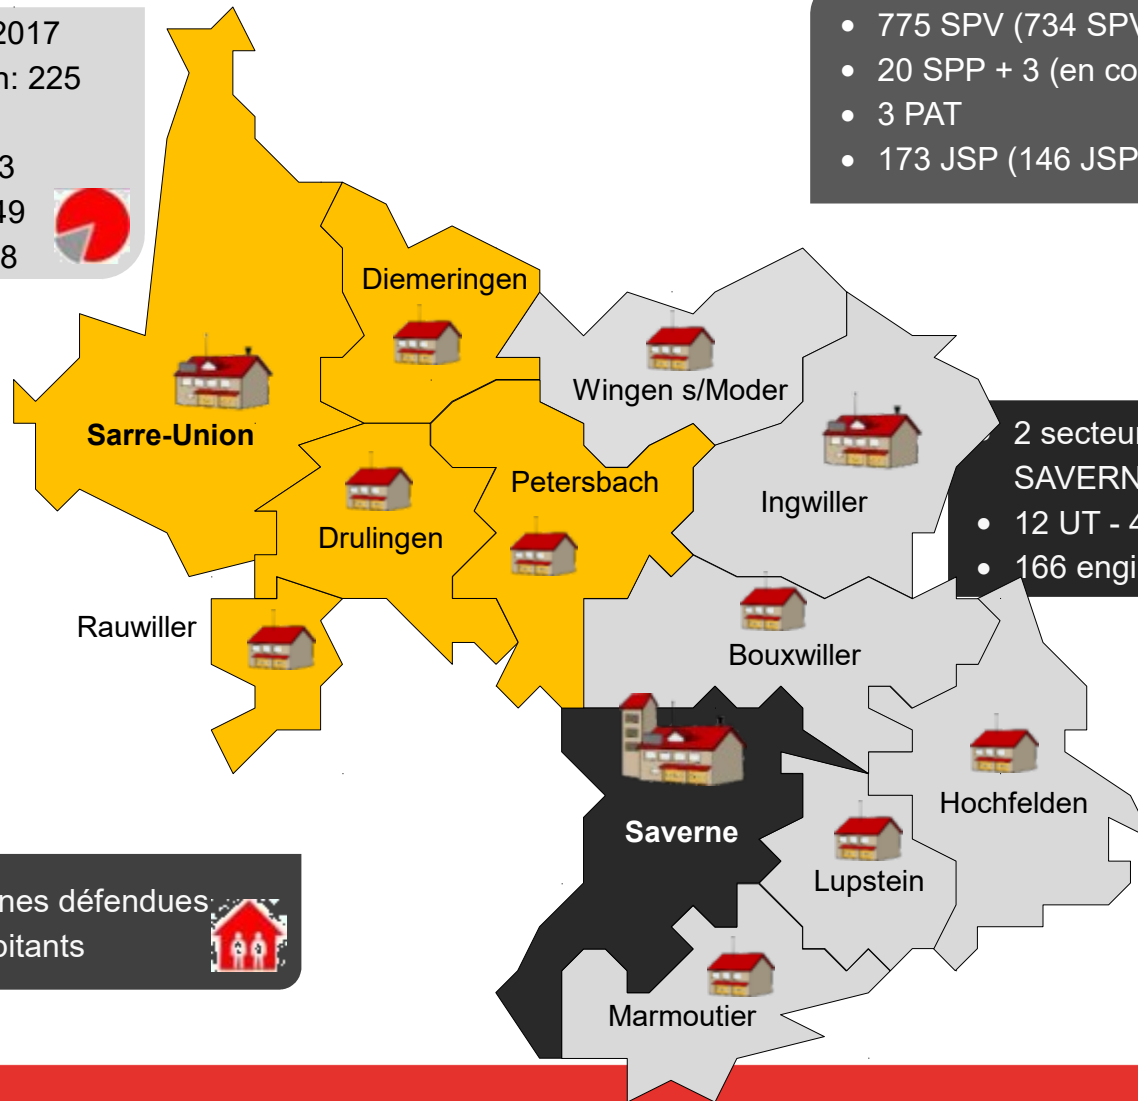 2017
n: 225
3
49
8
• 775 SPV (734 SPV
• 20 SPP + 3 (en co
• 3 PAT
• 173 JSP (146 JSP
Diemeringen
Wingen s/Moder
Sarre-Union
• 2 secteur
SAVERN
• 12 UT - 4
• 166 engi
Petersbach
Ingwiller
Drulingen
Rauwiller
Bouxwiller
Hochfelden
Saverne
Lupstein
nes défendues
bitants
Marmoutier